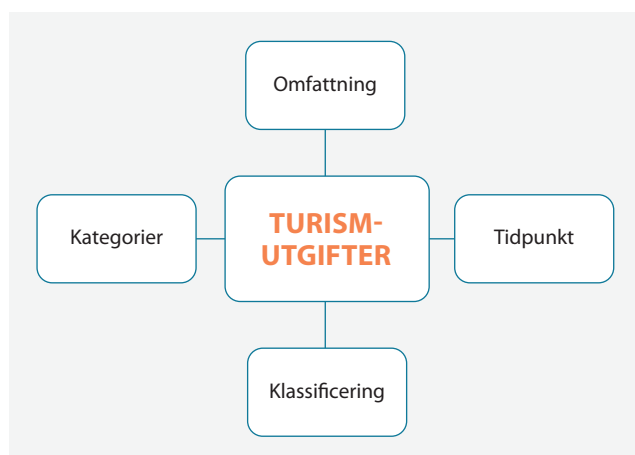 Omfattning
Kategorier
TURISM-
UTGIFTER
Tidpunkt
Klassificering